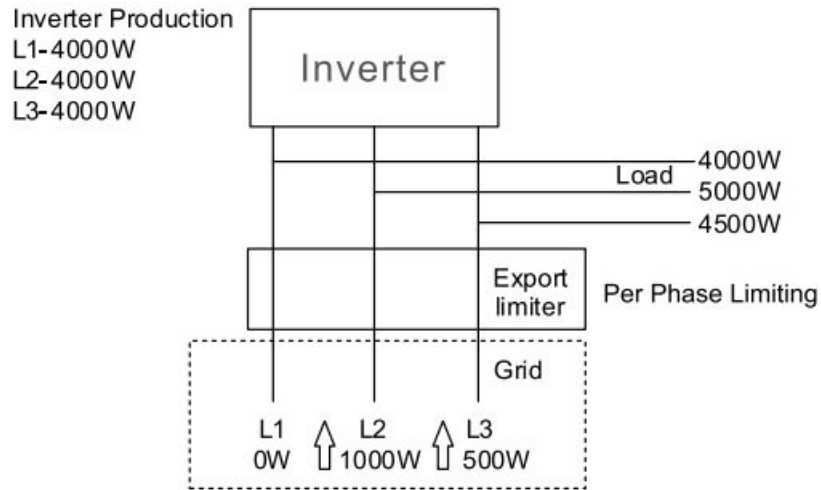 Inverter Production
L1-4000W
L2-4000W
L3-4000W
Inverter
4000W
Load
5000W
4500W
Export
limiter
Per Phase Limiting
Grid
L1 L2 L3
0W 1000W 500W